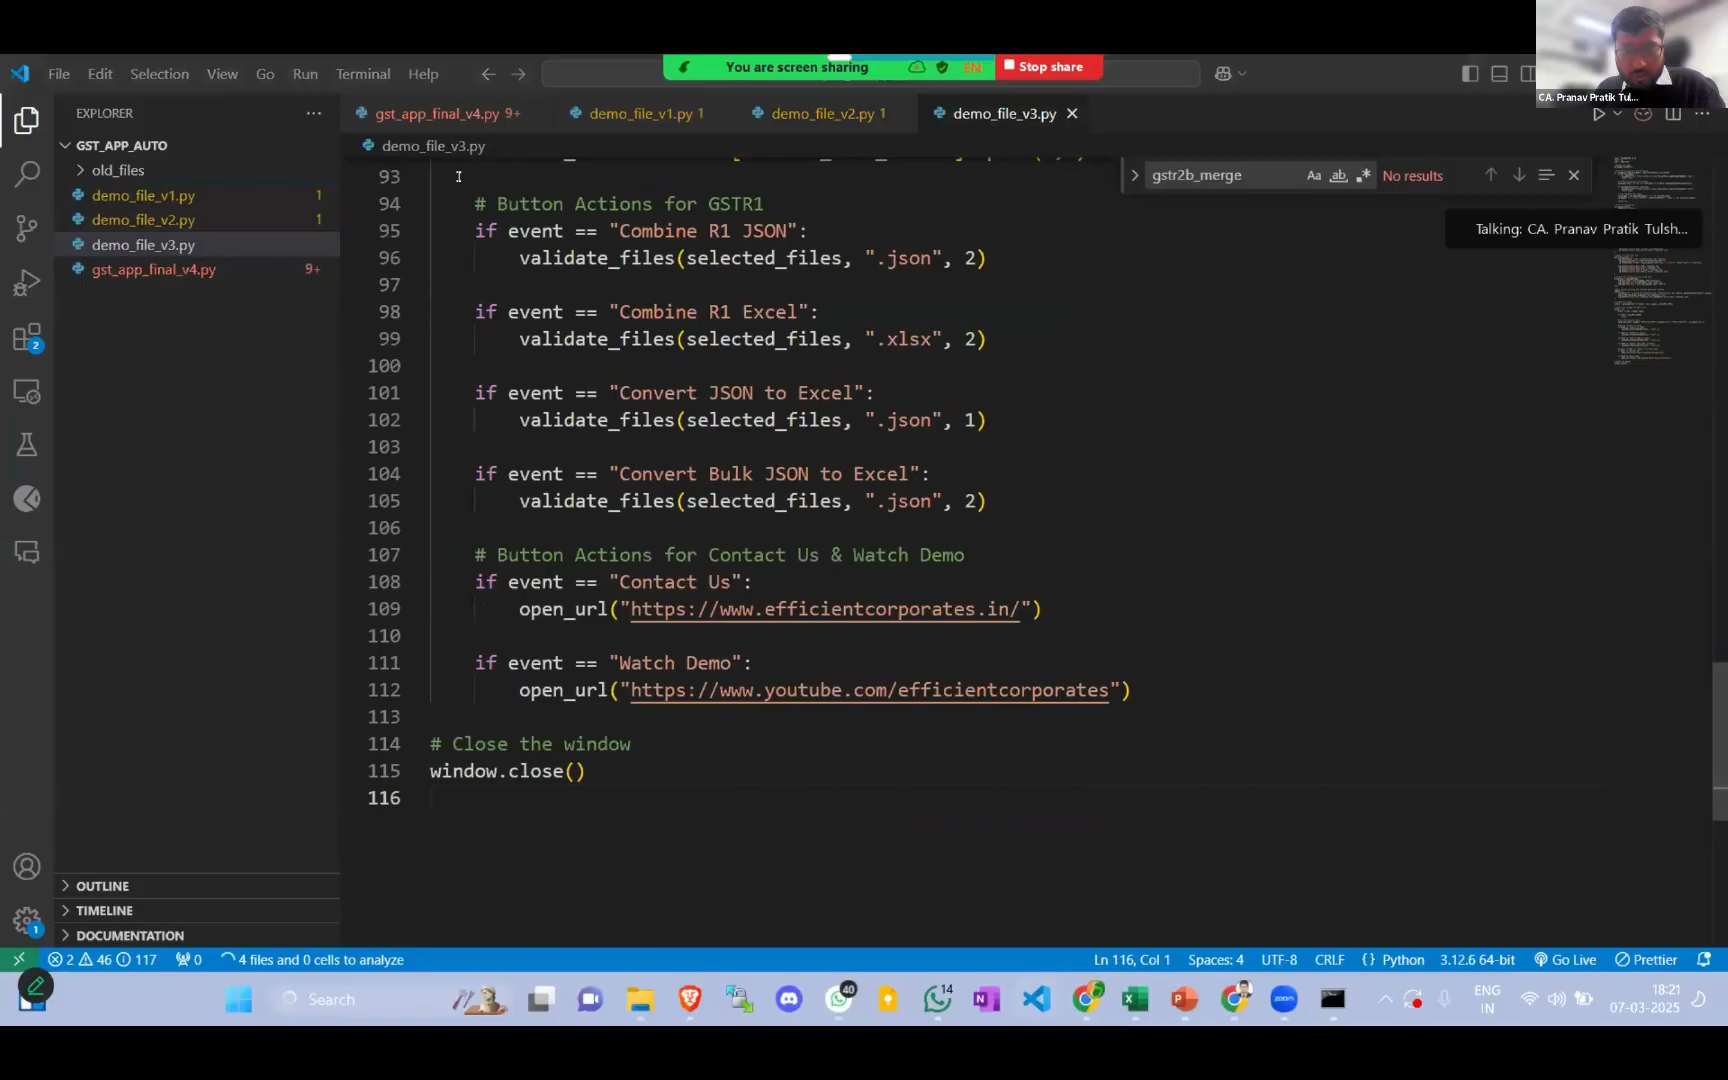 CA. Pranav Pratik Tul...
File Edit Selection View Go Run Terminal Help
You are screen sharing EN Stop share
EXPLORER
gst_app_final_v4.py 9+ demo_file_v1.py 1 demo_file_v2.py 1 demo_file_v3.py
GST_APP_AUTO
demo_file_v3.py
old_files
demo_file_v1.py 1
demo_file_v2.py 1
demo_file_v3.py
gst_app_final_v4.py 9+
gstr2b_merge Aa ab No results
Talking: CA. Pranav Pratik Tulsh...
93
94 # Button Actions for GSTR1
95 if event == "Combine R1 JSON":
96 validate_files(selected_files, ".json", 2)
97
98 if event == "Combine R1 Excel":
99 validate_files(selected_files, ".xlsx", 2)
100
101 if event == "Convert JSON to Excel":
102 validate_files(selected_files, ".json", 1)
103
104 if event == "Convert Bulk JSON to Excel":
105 validate_files(selected_files, ".json", 2)
106
107 # Button Actions for Contact Us & Watch Demo
108 if event == "Contact Us":
109 open_url("https://www.efficientcorporates.in/")
110
111 if event == "Watch Demo":
112 open_url("https://www.youtube.com/efficientcorporates")
113
114 # Close the window
115 window.close()
116
2
OUTLINE
TIMELINE
DOCUMENTATION
1
2 46 117 0 4 files and 0 cells to analyze Ln 116, Col 1 Spaces: 4 UTF-8 CRLF {} Python 3.12.6 64-bit Go Live Prettier
Search 40 14 zoom ENG IN 18:21 07-03-2025